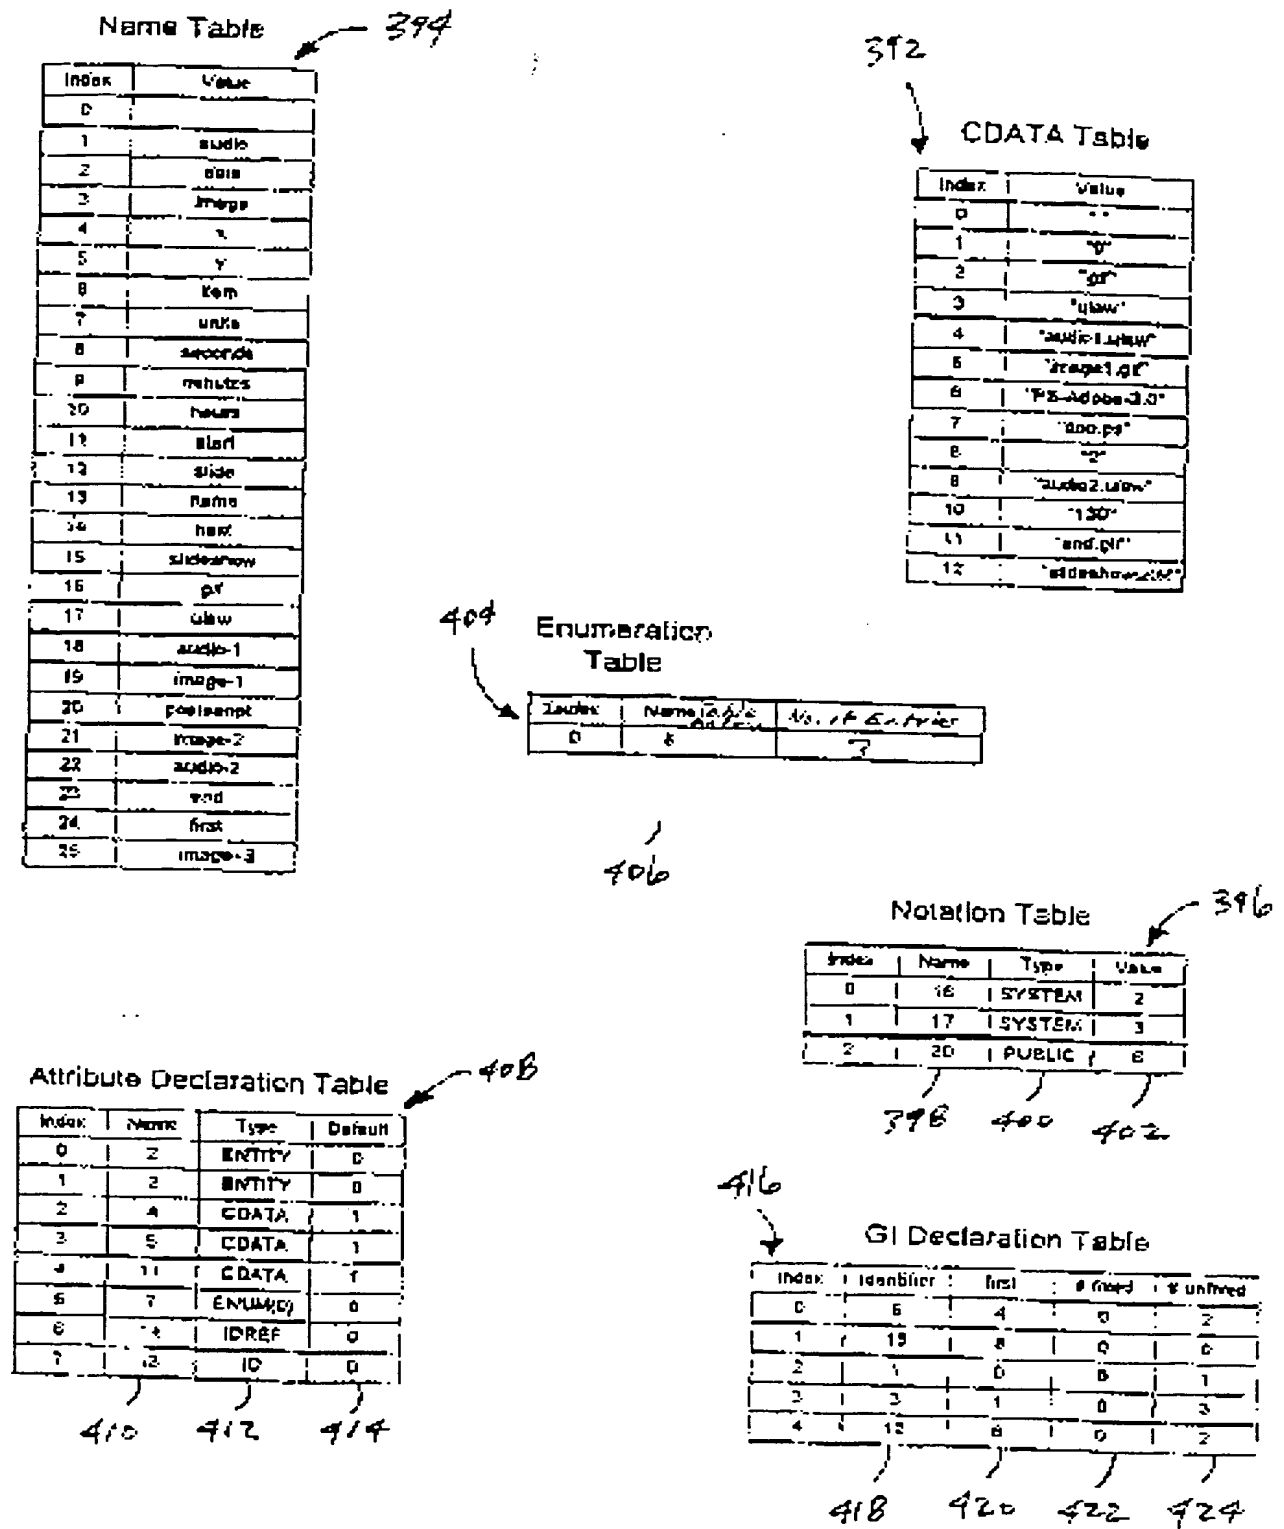 Name Table
394
Index Value
0
1 audio
2 data
3 image
4 x
5 y
6 item
7 units
8 seconds
9 minutes
10 hours
11 start
12 slide
13 name
14 next
15 slideshow
16 gif
17 ulaw
18 audio-1
19 image-1
20 postscript
21 image-2
22 audio-2
23 end
24 first
25 image-3
392
CDATA Table
Index Value
0 " "
1 "0"
2 "gif"
3 "ulaw"
4 "audio1.ulaw"
5 "image1.gif"
6 "PS-Adobe-3.0"
7
8 "2"
9 "audio2.ulaw"
10 "130"
11 "end.gif"
12
404
Enumeration
Table
Index Name Table No. of Entries
0 8 3
406
Notation Table
396
Index Name Type Value
0 16 SYSTEM 2
1 17 SYSTEM 3
2 20 PUBLIC 6
398 400 402
Attribute Declaration Table
408
Index Name Type Default
0 2 ENTITY 0
1 2 ENTITY 0
2 4 CDATA 1
3 5 CDATA 1
4 11 CDATA 1
5 7 ENUM(0) 0
6 14 IDREF 0
7 13 ID 0
410 412 414
416
GI Declaration Table
Index Identifier first # fixed # unfixed
0 6 4 0 2
1 15 0 0
2 1 0 0 1
3 3 1 0 3
4 12 6 0 2
418 420 422 424